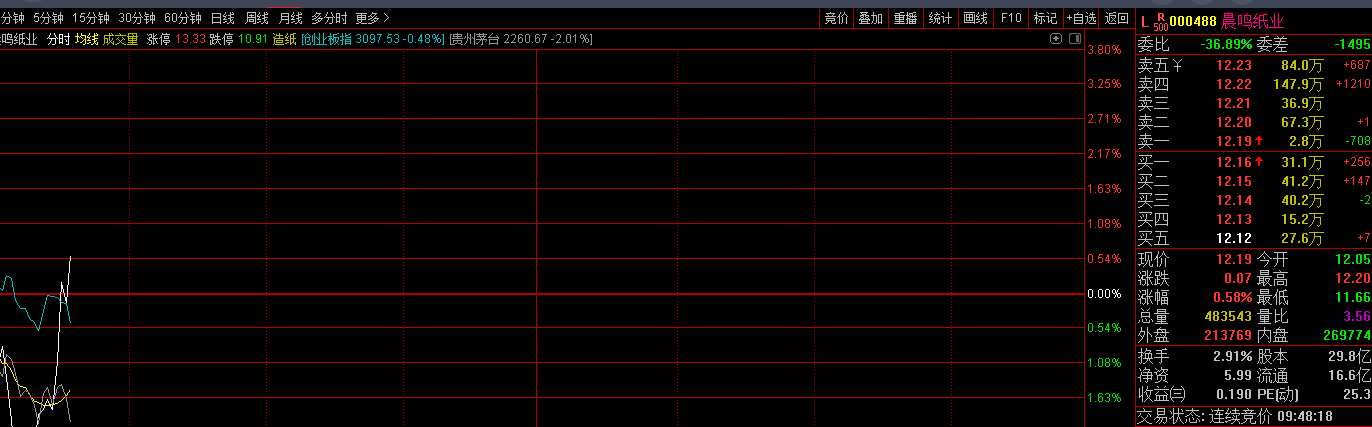 分钟 5分钟 15分钟 30分钟 60分钟 日线 周线 月线 多分时 更多 >
竞价 叠加 重播 统计 画线 F10 标记 +自选 返回
鸣纸业 分时 均线 成交量 涨停 13.33 跌停 10.91 造纸 [创业板指 3097.53 -0.48%] [贵州茅台 2260.67 -2.01%]
3.80%
3.25%
2.71%
2.17%
1.63%
1.08%
0.54%
0.00%
0.54%
1.08%
1.63%
L R 500 000488 晨鸣纸业
委比 -36.89% 委差 -1495
卖五 ¥ 12.23 84.0万 +687
卖四 12.22 147.9万 +1210
卖三 12.21 36.9万
卖二 12.20 67.3万 +1
卖一 12.19 ↑ 2.8万 -708
买一 12.16 ↑ 31.1万 +256
买二 12.15 41.2万 +147
买三 12.14 40.2万 -2
买四 12.13 15.2万
买五 12.12 27.6万 +7
现价 12.19 今开 12.05
涨跌 0.07 最高 12.20
涨幅 0.58% 最低 11.66
总量 483543 量比 3.56
外盘 213769 内盘 269774
换手 2.91% 股本 29.8亿
净资 5.99 流通 16.6亿
收益㈢ 0.190 PE(动) 25.3
交易状态: 连续竞价 09:48:18